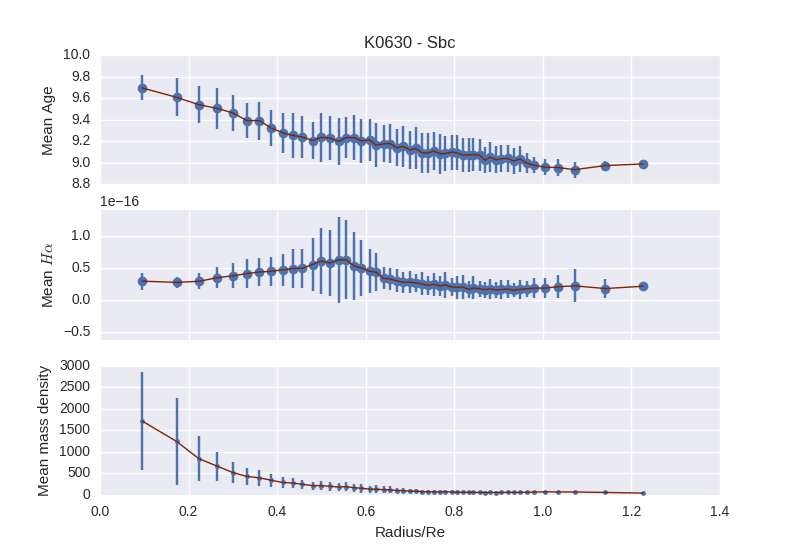 K0630 - Sbc
10.0
9.8
9.6
9.4
9.2
9.0
8.8
Mean Age
1e−16
1.0
0.5
0.0
−0.5
Mean Hα
3000
2500
2000
1500
1000
500
0
Mean mass density
0.0 0.2 0.4 0.6 0.8 1.0 1.2 1.4
Radius/Re